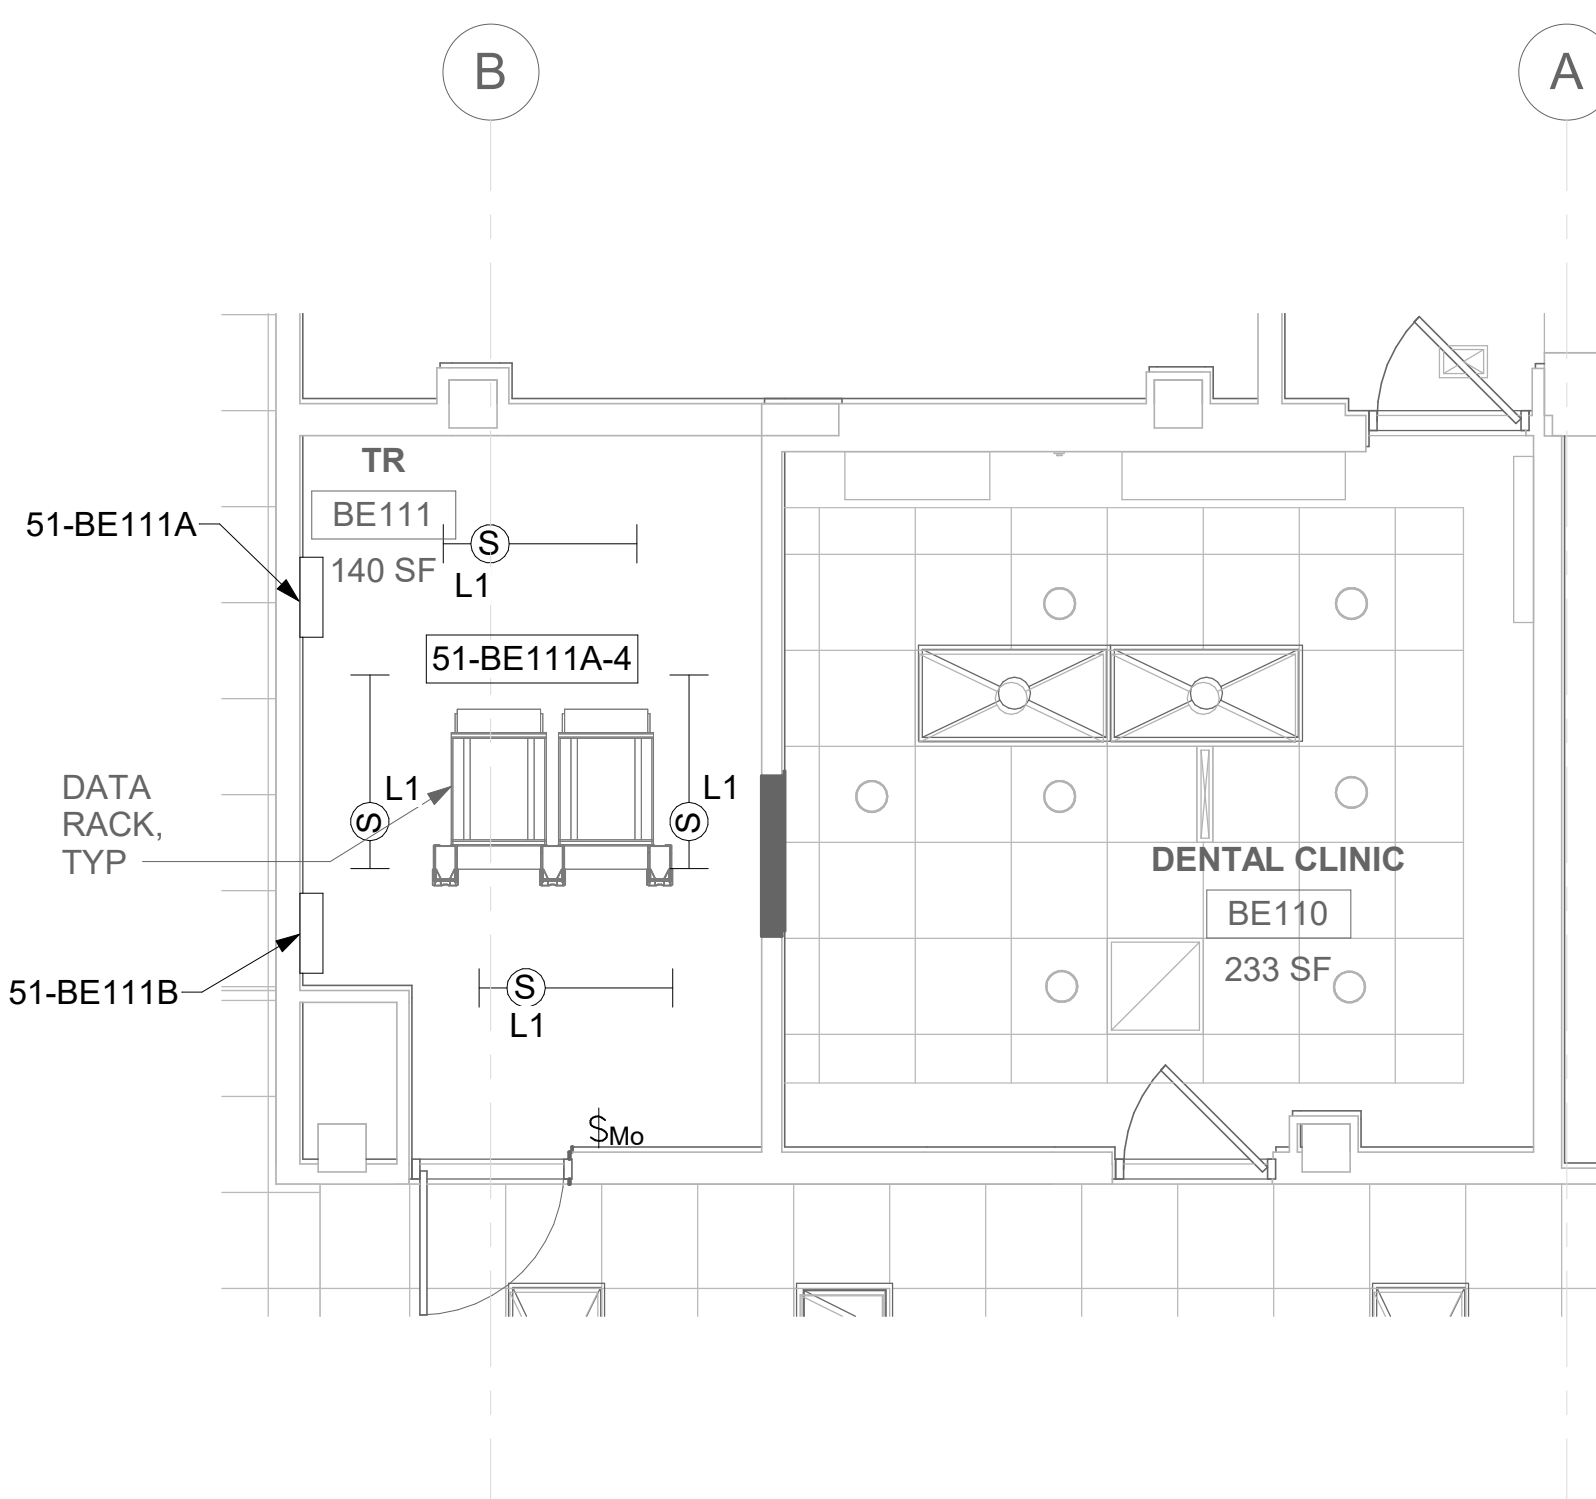 B
A
TR
BE111
140 SF
51-BE111A
S
L1
51-BE111A-4
L1
S
L1
S
DATA
RACK,
TYP
DENTAL CLINIC
BE110
233 SF
51-BE111B
S
L1
$Mo